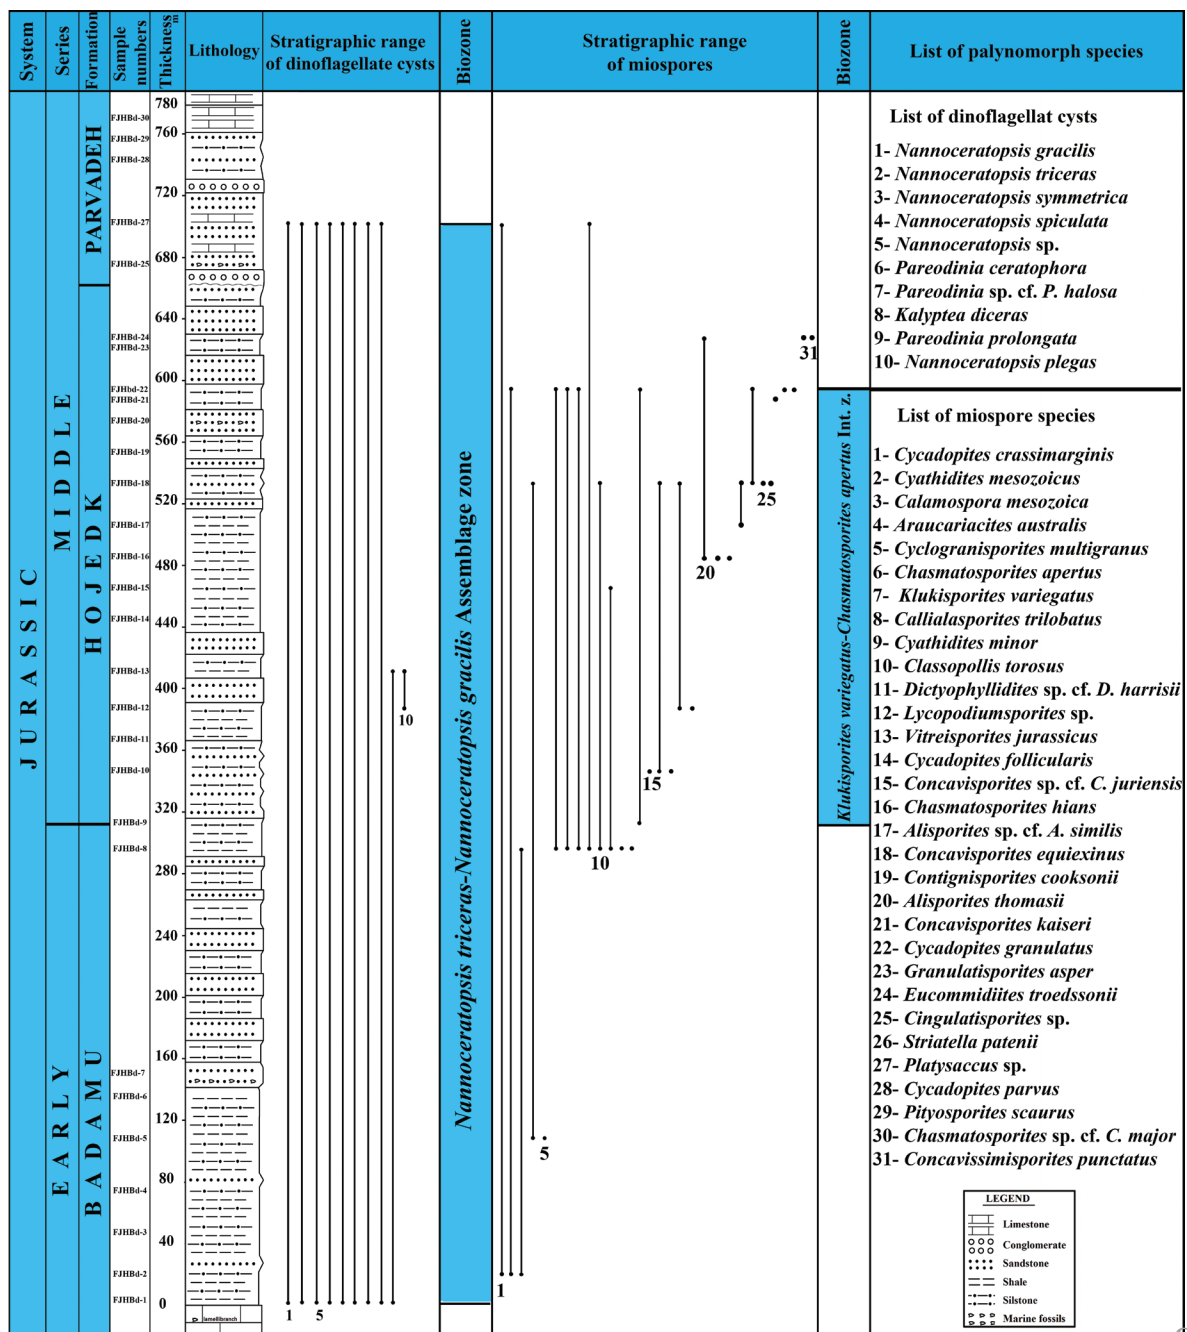 System
Series
Formation
Sample
numbers
Thickness m
Lithology
Stratigraphic range
of dinoflagellate cysts
Biozone
Stratigraphic range
of miospores
Biozone
List of palynomorph species
JURASSIC
MIDDLE
EARLY
PARVADEH
HOJEDK
BADAMU
FJHBd-30
FJHBd-29
FJHBd-28
FJHBd-27
FJHBd-25
FJHBd-24
FJHBd-23
FJHbd-22
FJHBd-21
FJHBd-20
FJHBd-19
FJHBd-18
FJHBd-17
FJHBd-16
FJHBd-15
FJHBd-14
FJHBd-13
FJHBd-12
FJHBd-11
FJHBd-10
FJHBd-9
FJHBd-8
FJHBd-7
FJHBd-6
FJHBd-5
FJHBd-4
FJHBd-3
FJHBd-2
FJHBd-1
780
760
720
680
640
600
560
520
480
440
400
360
320
280
240
200
160
120
80
40
0
lamellibranch
10
1 5
Nannoceratopsis triceras-Nannoceratopsis gracilis Assemblage zone
31
25
20
15
10
5
1
Klukisporites variegatus-Chasmatosporites apertus Int. z.
List of dinoflagellat cysts
1- Nannoceratopsis gracilis
2- Nannoceratopsis triceras
3- Nannoceratopsis symmetrica
4- Nannoceratopsis spiculata
5- Nannoceratopsis sp.
6- Pareodinia ceratophora
7- Pareodinia sp. cf. P. halosa
8- Kalyptea diceras
9- Pareodinia prolongata
10- Nannoceratopsis plegas
List of miospore species
1- Cycadopites crassimarginis
2- Cyathidites mesozoicus
3- Calamospora mesozoica
4- Araucariacites australis
5- Cyclogranisporites multigranus
6- Chasmatosporites apertus
7- Klukisporites variegatus
8- Callialasporites trilobatus
9- Cyathidites minor
10- Classopollis torosus
11- Dictyophyllidites sp. cf. D. harrisii
12- Lycopodiumsporites sp.
13- Vitreisporites jurassicus
14- Cycadopites follicularis
15- Concavisporites sp. cf. C. juriensis
16- Chasmatosporites hians
17- Alisporites sp. cf. A. similis
18- Concavisporites equiexinus
19- Contignisporites cooksonii
20- Alisporites thomasii
21- Concavisporites kaiseri
22- Cycadopites granulatus
23- Granulatisporites asper
24- Eucommidiites troedssonii
25- Cingulatisporites sp.
26- Striatella patenii
27- Platysaccus sp.
28- Cycadopites parvus
29- Pityosporites scaurus
30- Chasmatosporites sp. cf. C. major
31- Concavissimisporites punctatus
LEGEND
Limestone
Conglomerate
Sandstone
Shale
Silstone
Marine fossils